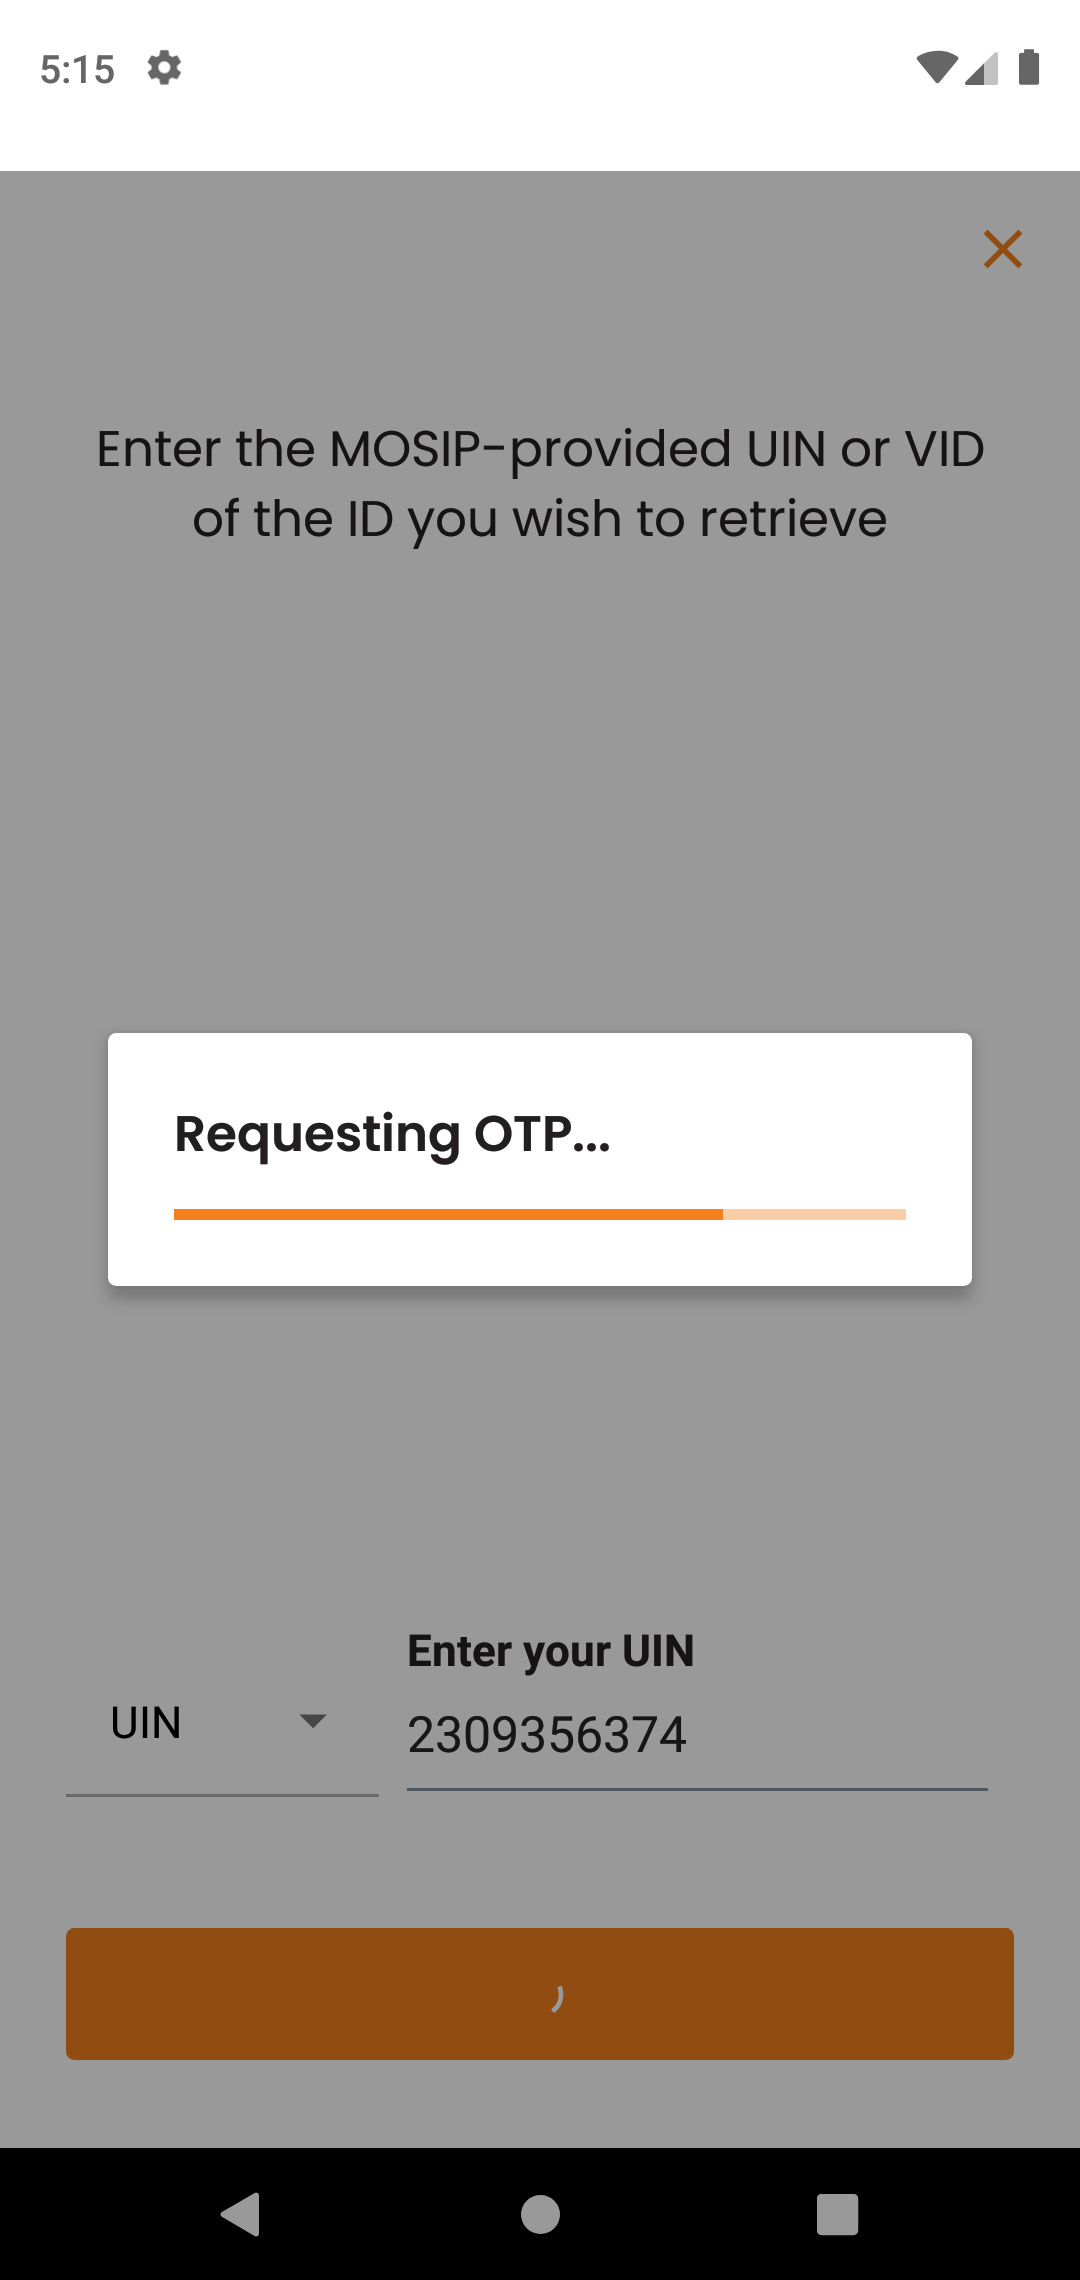 5:15
Enter the MOSIP-provided UIN or VID
of the ID you wish to retrieve
Requesting OTP...
Enter your UIN
UIN
2309356374